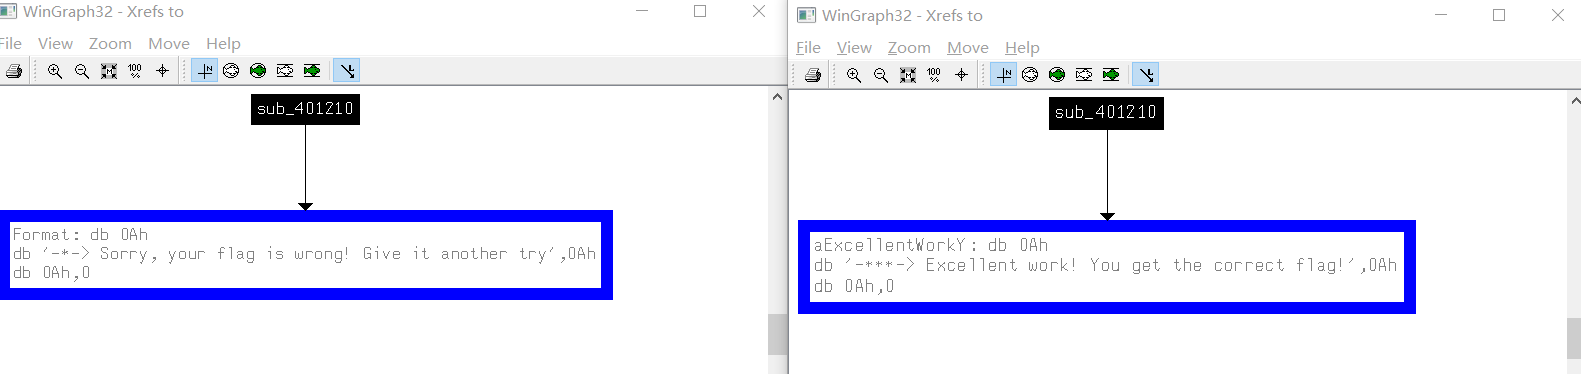 WinGraph32 - Xrefs to
File View Zoom Move Help
100 %
N
sub_401210
Format: db 0Ah
db '-*-> Sorry, your flag is wrong! Give it another try',0Ah
db 0Ah,0
WinGraph32 - Xrefs to
File View Zoom Move Help
100 %
N
sub_401210
aExcellentWorkY: db 0Ah
db '-***-> Excellent work! You get the correct flag!',0Ah
db 0Ah,0